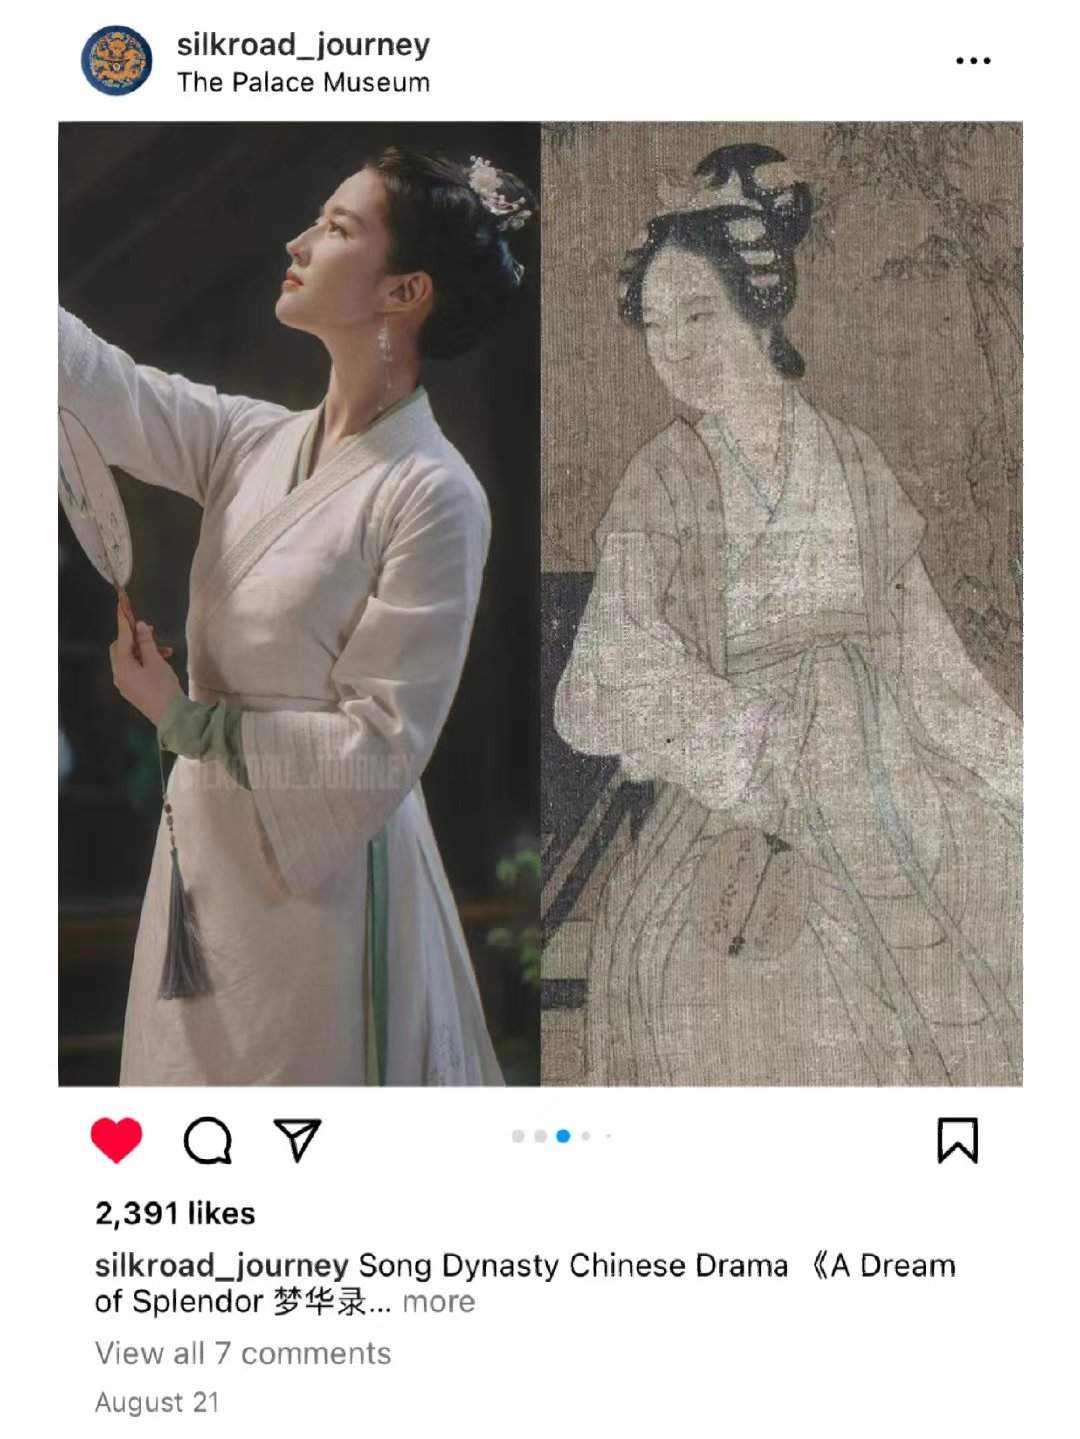 silkroad_journey
The Palace Museum
SILKROAD_JOURNEY
2,391 likes
silkroad_journey Song Dynasty Chinese Drama 《A Dream
of Splendor 梦华录... more
View all 7 comments
August 21